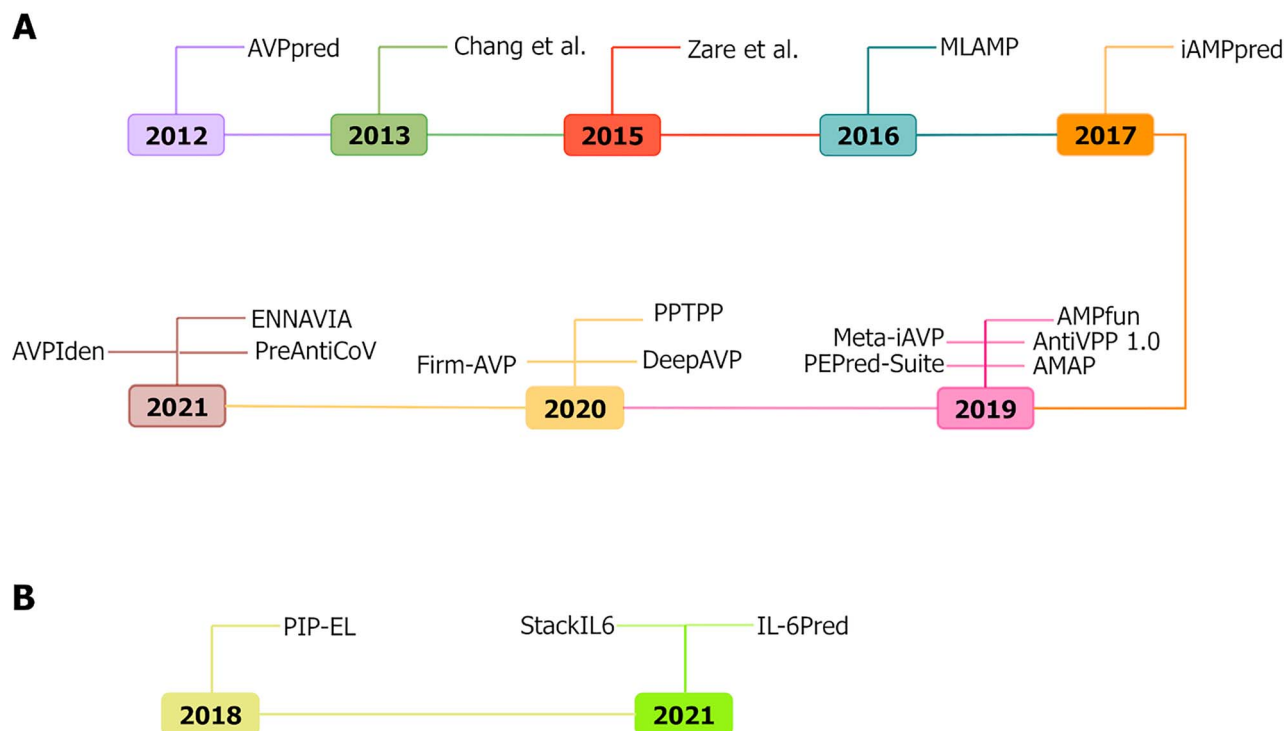 A
AVPpred
Chang et al.
Zare et al.
MLAMP
iAMPpred
2012
2013
2015
2016
2017
ENNAVIA
AVPIden
PreAntiCoV
2021
PPTPP
Firm-AVP
DeepAVP
2020
AMPfun
Meta-iAVP
AntiVPP 1.0
PEPred-Suite
AMAP
2019
B
PIP-EL
StackIL6
IL-6Pred
2018
2021